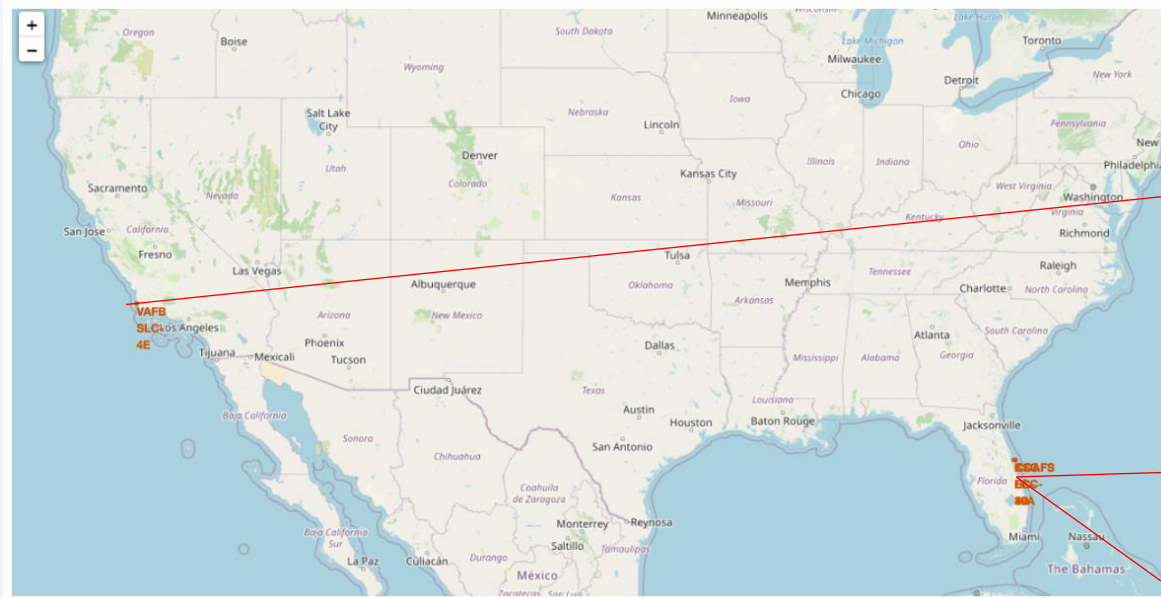 +
−
Oregon
Boise
South Dakota
Minneapolis
Wisconsin
Lake Huron
Toronto
Lake Michigan
Milwaukee
Wyoming
Detroit
New York
Chicago
Iowa
Nebraska
Salt Lake
City
Lincoln
Pennsylvania
New
Ohio
Utah
Denver
Illinois
Indiana
Philadelphia
Sacramento
Nevada
Colorado
Kansas City
Kansas
Missouri
West Virginia
Washington
Kentucky
Virginia
San Jose
California
Richmond
Fresno
Las Vegas
Tulsa
Raleigh
Albuquerque
Oklahoma
Memphis
Tennessee
Charlotte
North Carolina
Arkansas
VAFB
SLC-
4E
Los Angeles
Arizona
New Mexico
Phoenix
Tucson
Tijuana
Mexicali
Dallas
Atlanta
South Carolina
Mississippi
Alabama
Georgia
Ciudad Juárez
Texas
Louisiana
Baja California
Austin
Houston
Baton Rouge
Jacksonville
Sonora
San Antonio
Chihuahua
Florida
Coahuila
de Zaragoza
Miami
Nassau
Baja California
Sur
Monterrey
Reynosa
Saltillo
Tamaulipas
La Paz
Culiacán
Durango
México
The Bahamas
Zacatecas
San Luis